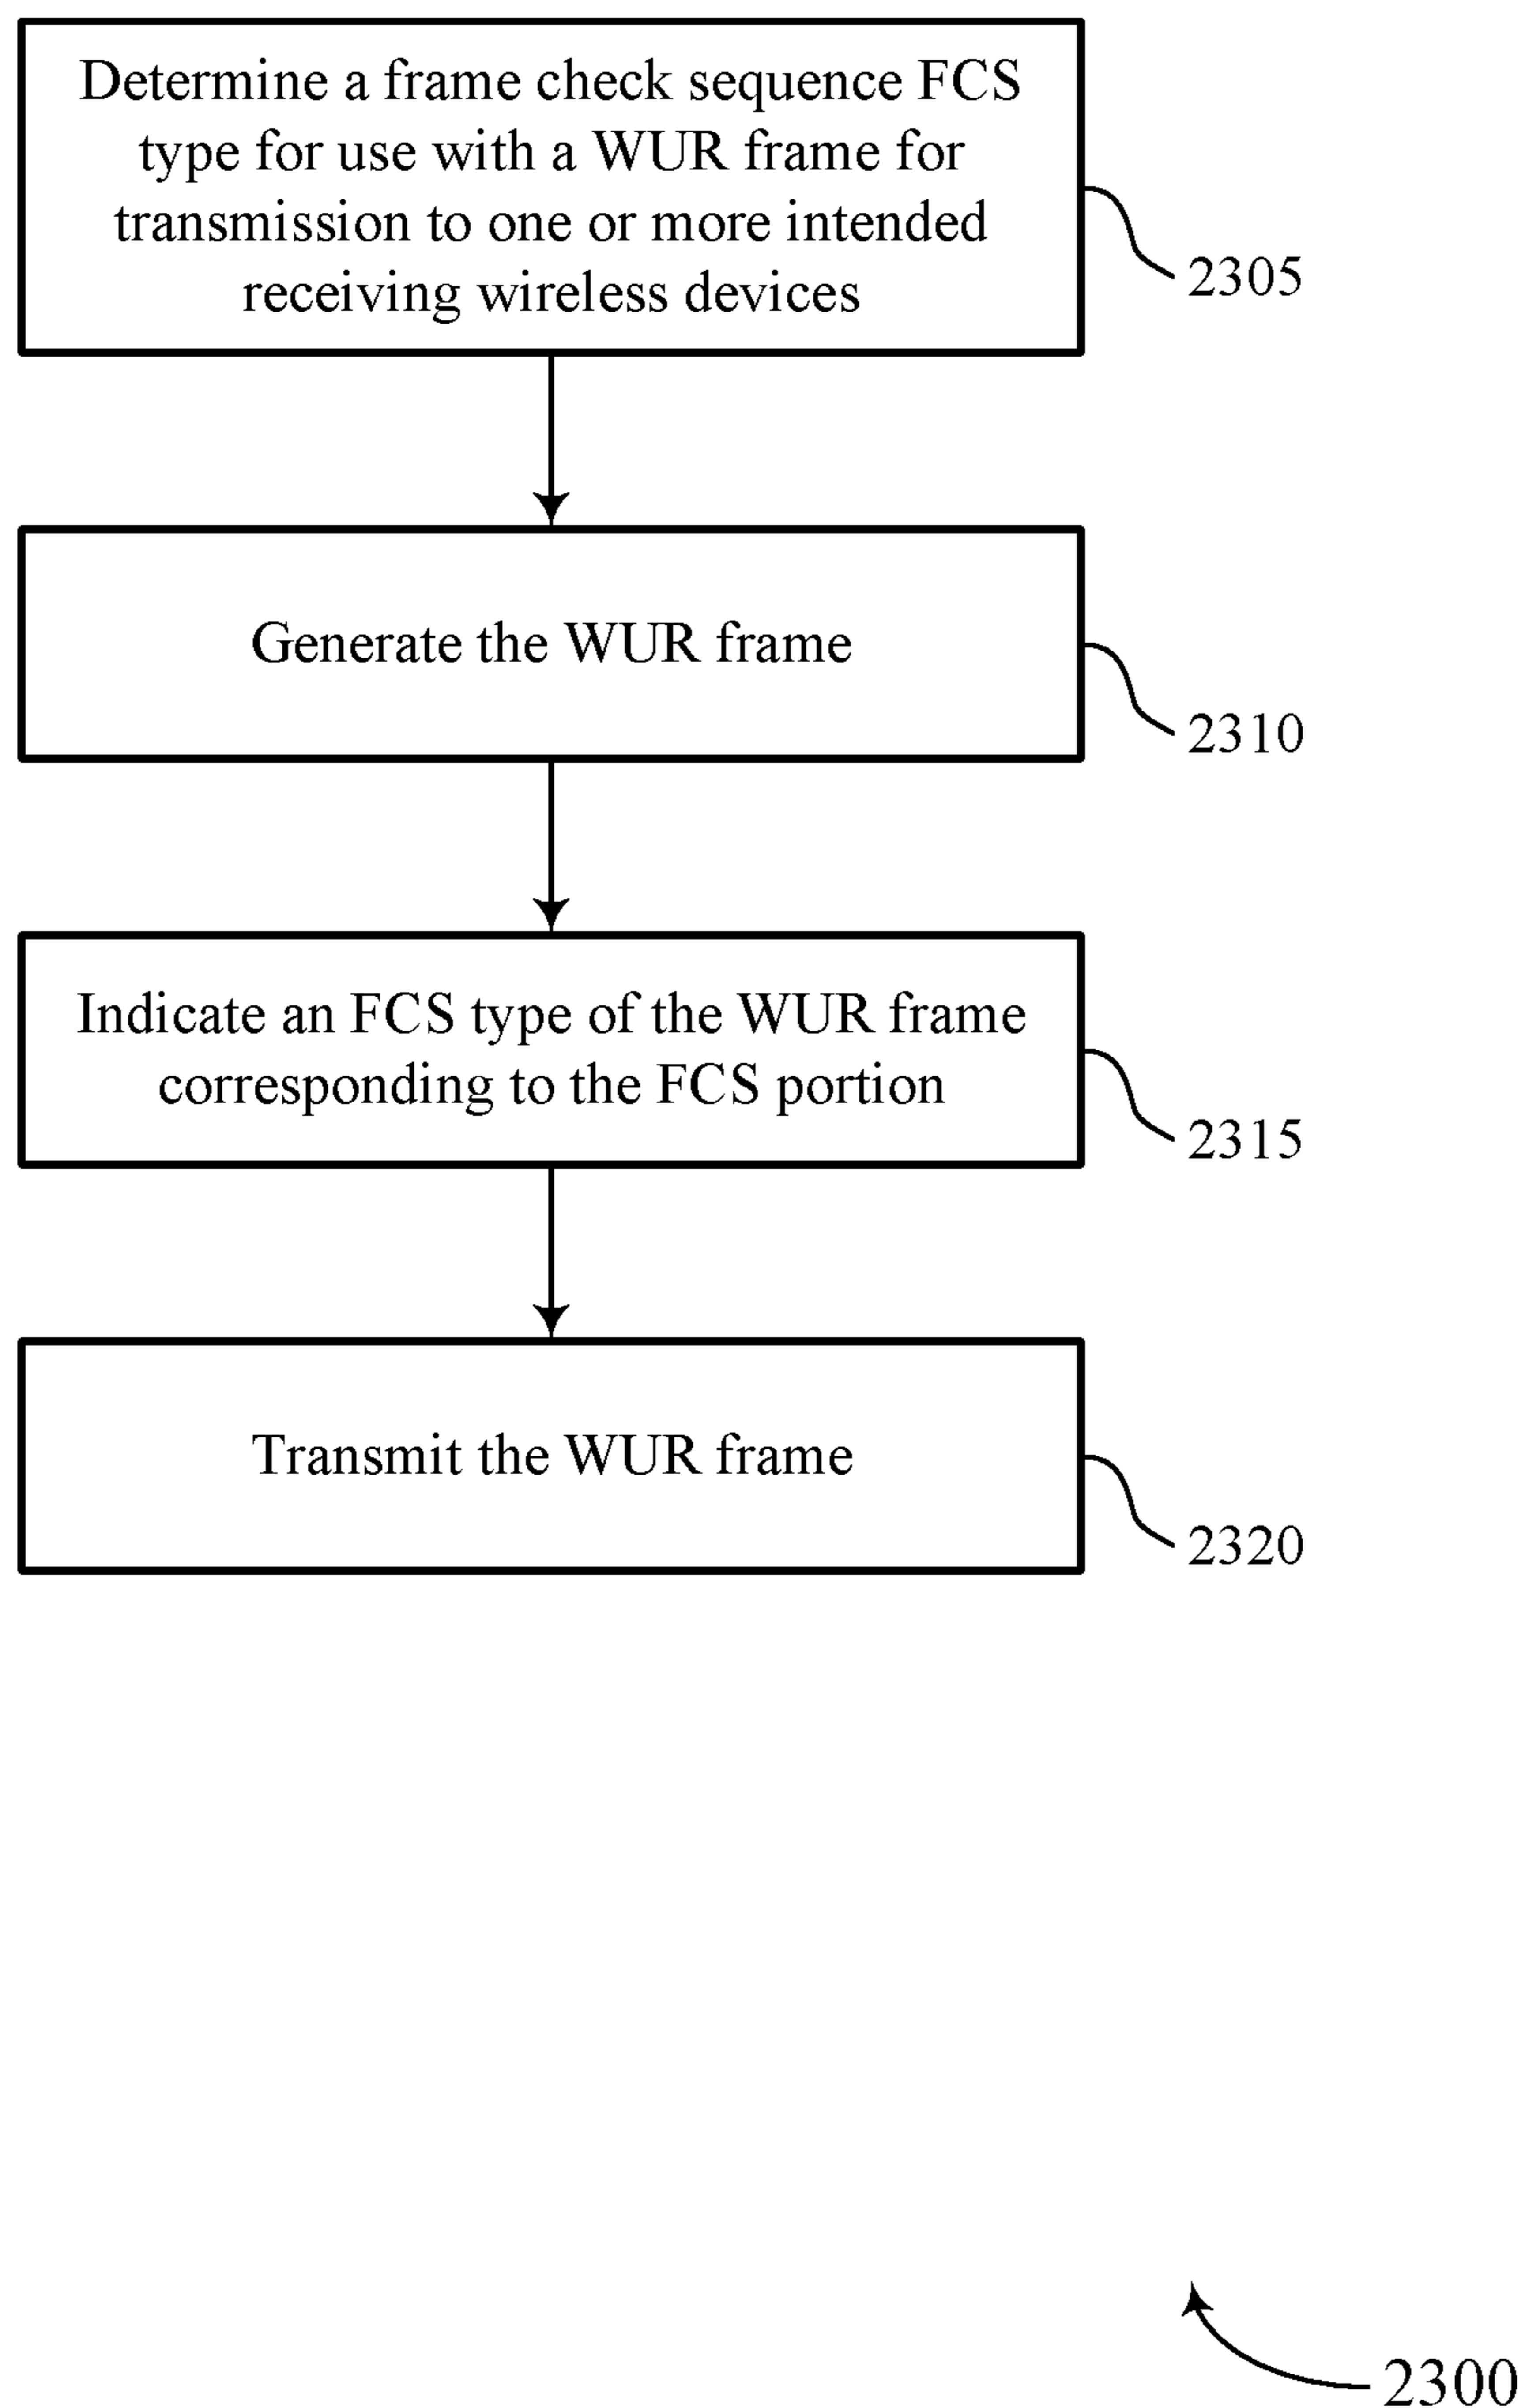 Determine a frame check sequence FCS
type for use with a WUR frame for
transmission to one or more intended
receiving wireless devices
2305
Generate the WUR frame
2310
Indicate an FCS type of the WUR frame
corresponding to the FCS portion
2315
Transmit the WUR frame
2320
2300